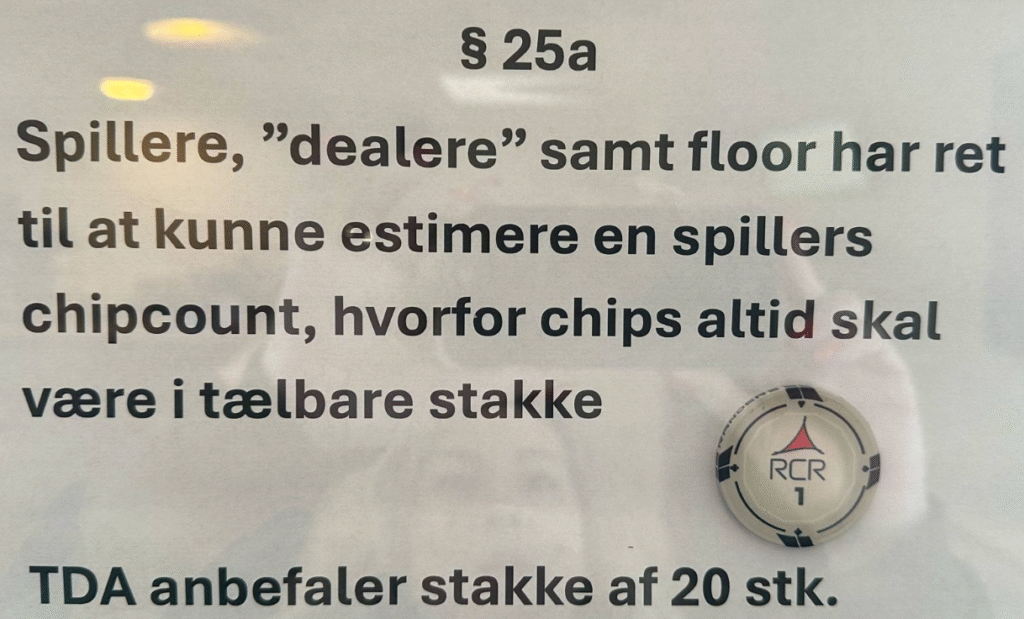 § 25a
Spillere, ”dealere” samt floor har ret
til at kunne estimere en spillers
chipcount, hvorfor chips altid skal
være i tælbare stakke
RCR
1
TDA anbefaler stakke af 20 stk.